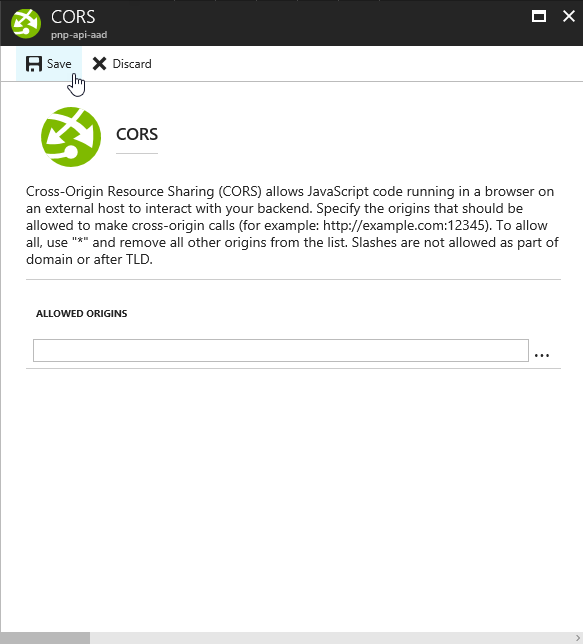 CORS
pnp-api-aad
Save
Discard
CORS
Cross-Origin Resource Sharing (CORS) allows JavaScript code running in a browser on
an external host to interact with your backend. Specify the origins that should be
allowed to make cross-origin calls (for example: http://example.com:12345). To allow
all, use "*" and remove all other origins from the list. Slashes are not allowed as part of
domain or after TLD.
ALLOWED ORIGINS
...